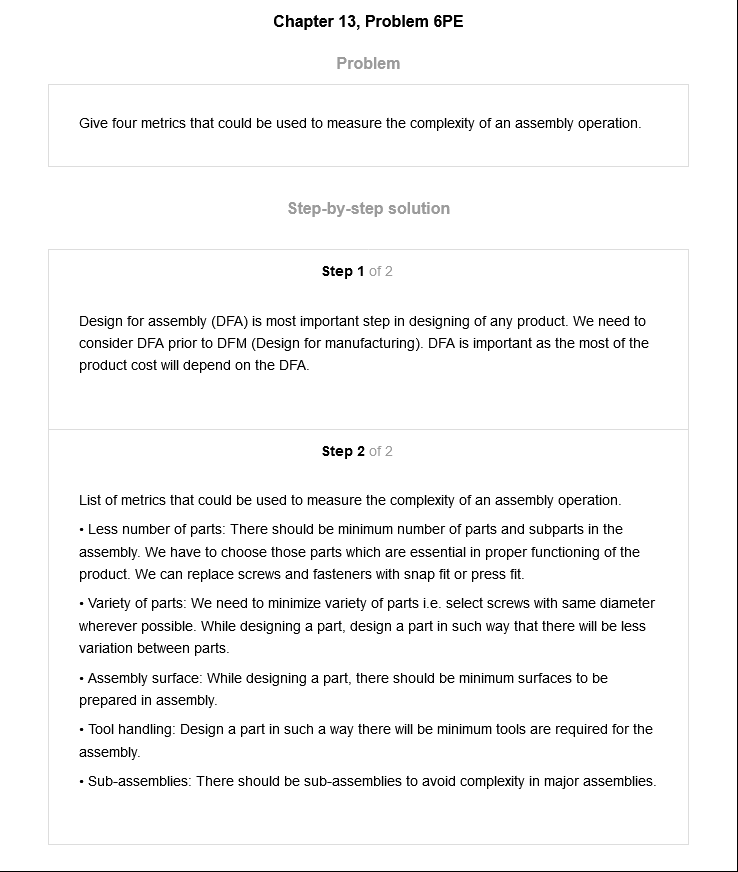 Chapter 13, Problem 6PE
Problem
Give four metrics that could be used to measure the complexity of an assembly operation.
Step-by-step solution
Step 1 of 2
Design for assembly (DFA) is most important step in designing of any product. We need to
consider DFA prior to DFM (Design for manufacturing). DFA is important as the most of the
product cost will depend on the DFA.
Step 2 of 2
List of metrics that could be used to measure the complexity of an assembly operation.
• Less number of parts: There should be minimum number of parts and subparts in the
assembly. We have to choose those parts which are essential in proper functioning of the
product. We can replace screws and fasteners with snap fit or press fit.
• Variety of parts: We need to minimize variety of parts i.e. select screws with same diameter
wherever possible. While designing a part, design a part in such way that there will be less
variation between parts.
• Assembly surface: While designing a part, there should be minimum surfaces to be
prepared in assembly.
• Tool handling: Design a part in such a way there will be minimum tools are required for the
assembly.
• Sub-assemblies: There should be sub-assemblies to avoid complexity in major assemblies.